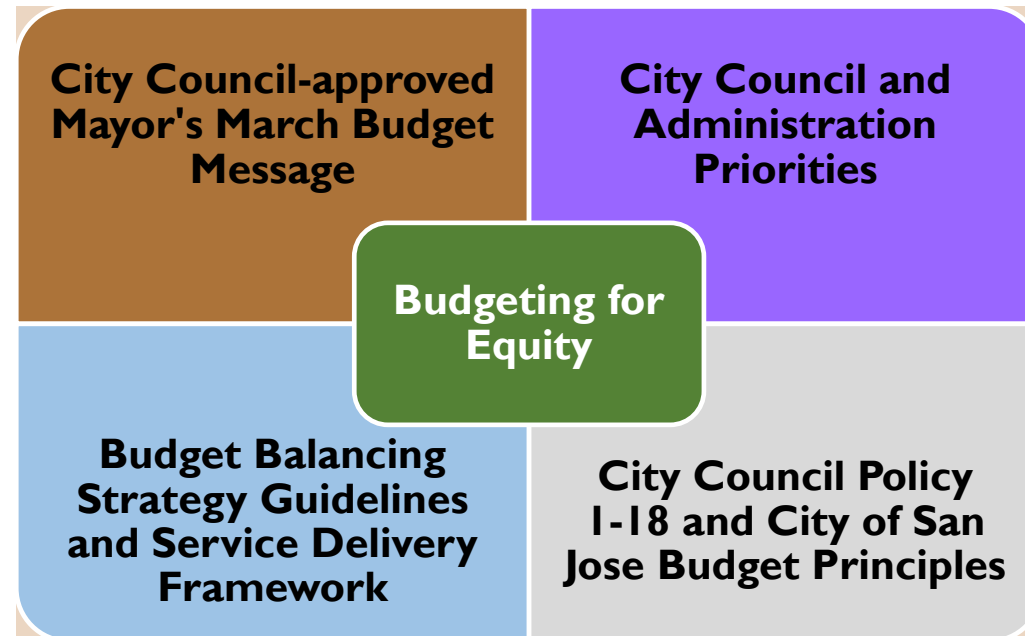 City Council-approved
Mayor's March Budget
Message
City Council and
Administration
Priorities
Budgeting for
Equity
Budget Balancing
Strategy Guidelines
and Service Delivery
Framework
City Council Policy
1-18 and City of San
Jose Budget Principles